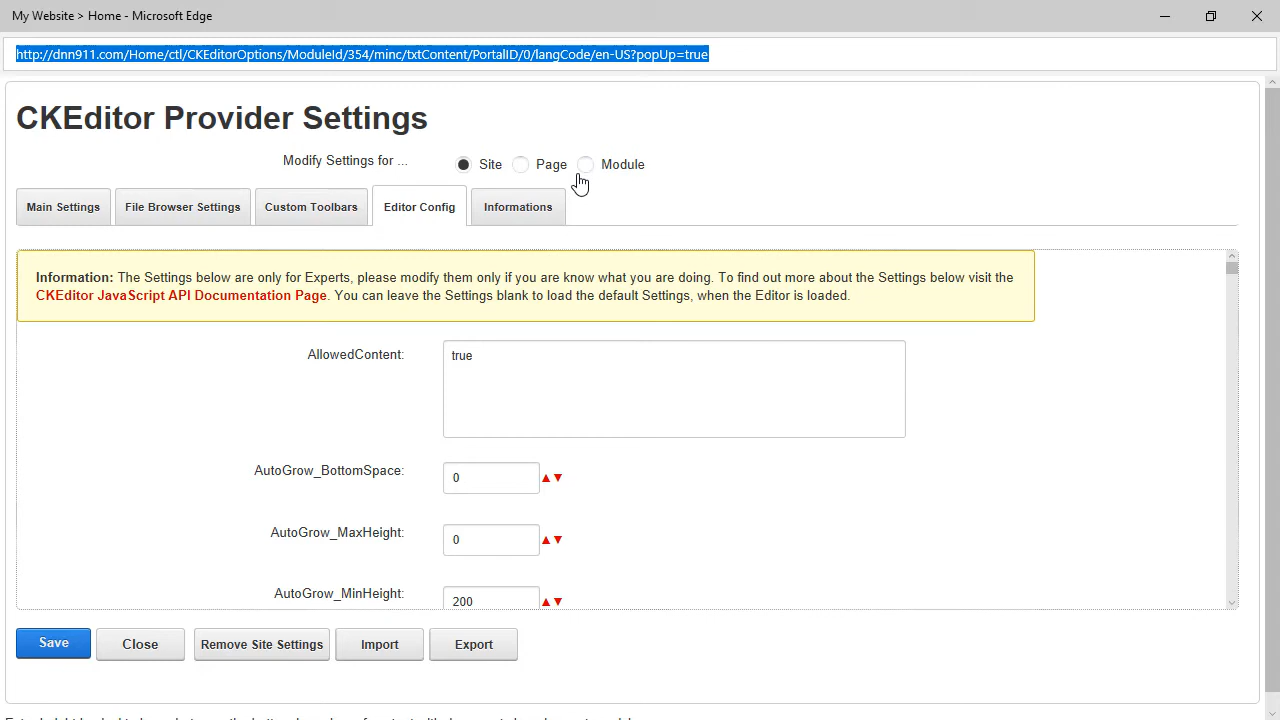 My Website > Home - Microsoft Edge
http://dnn911.com/Home/ctl/CKEditorOptions/ModuleId/354/minc/txtContent/PortalID/0/langCode/en-US?popUp=true
CKEditor Provider Settings
Modify Settings for ... Site Page Module
Main Settings File Browser Settings Custom Toolbars Editor Config Informations
Information: The Settings below are only for Experts, please modify them only if you are know what you are doing. To find out more about the Settings below visit the
CKEditor JavaScript API Documentation Page. You can leave the Settings blank to load the default Settings, when the Editor is loaded.
AllowedContent: true
AutoGrow_BottomSpace: 0
AutoGrow_MaxHeight: 0
AutoGrow_MinHeight: 200
Save Close Remove Site Settings Import Export